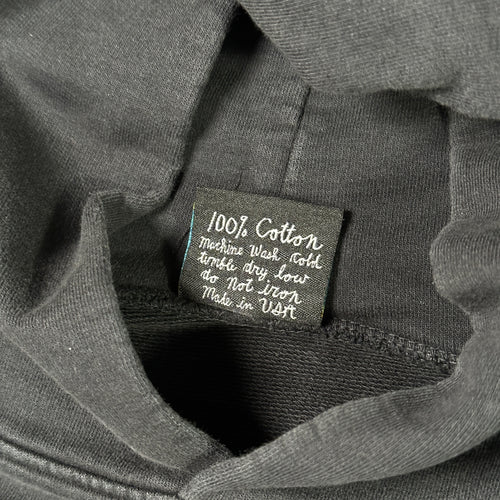 100% Cotton
Machine Wash Cold
tumble dry low
do not iron
Made in USA